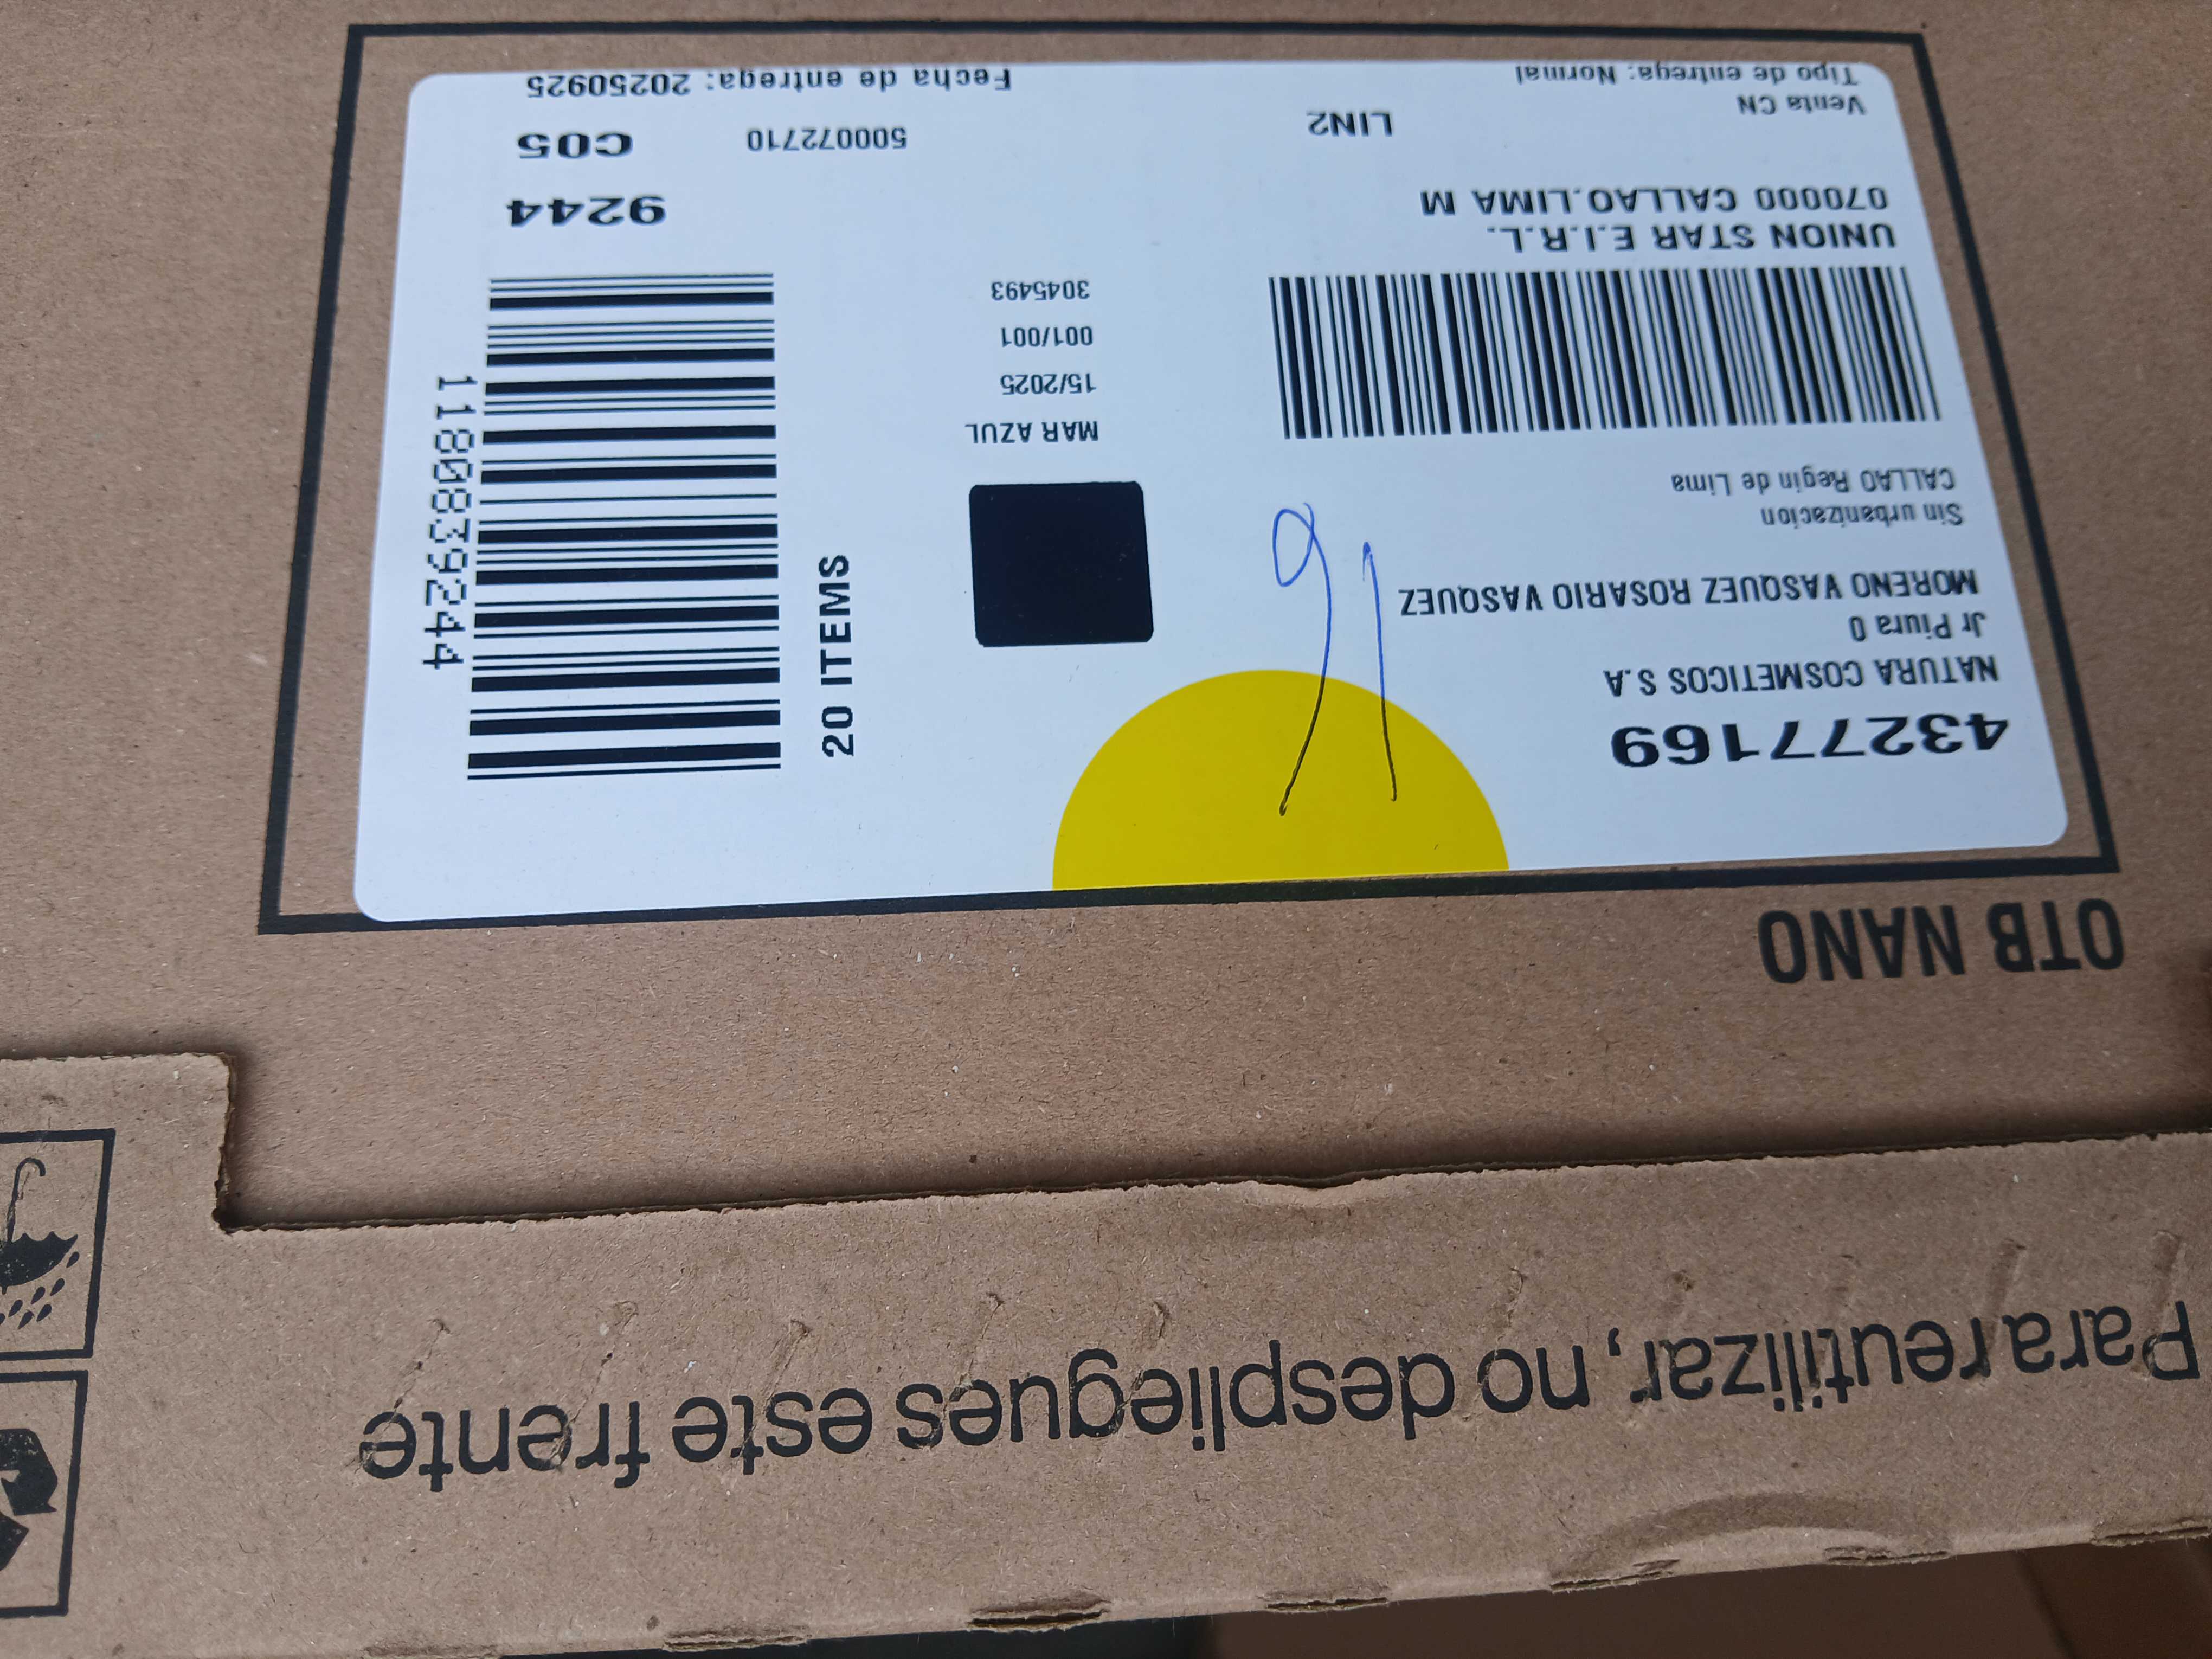 OTB NANO
43277169
NATURA COSMETICOS S.A
Jr Piura 0
MORENO VASQUEZ ROSARIO VASQUEZ
Sin urbanizacion
CALLAO Regin de Lima
UNION STAR E.I.R.L.
070000 CALLAO.LIMA M
Venta CN
Tipo de entrega: Normal
LIN2
MAR AZUL
15/2025
001/001
3045493
20 ITEMS
1180839244
9244
500072710
C05
Fecha de entrega: 20250925
Para reutilizar, no despliegues este frente